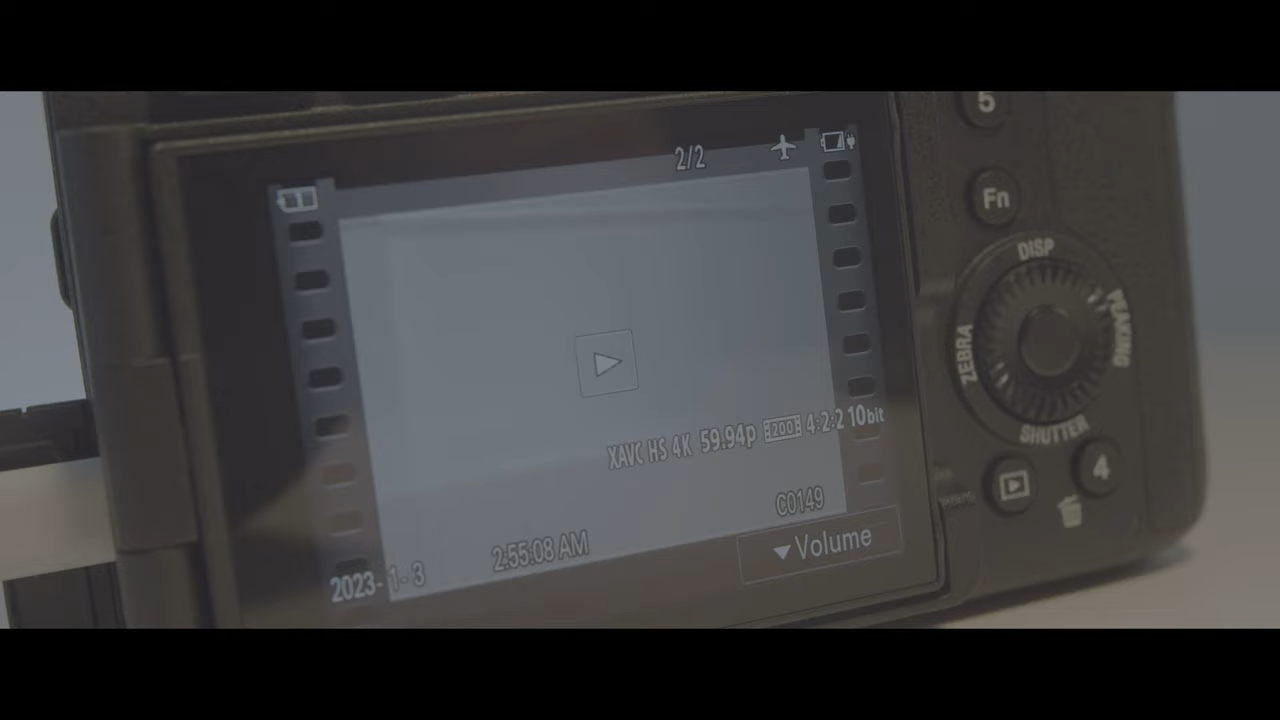 2/2
XAVC HS 4K 59.94p 200 4:2:2 10bit
C0149
2023- 1- 3 2:55:08 AM
Volume
5
Fn
DISP
ZEBRA
PEAKING
SHUTTER
4